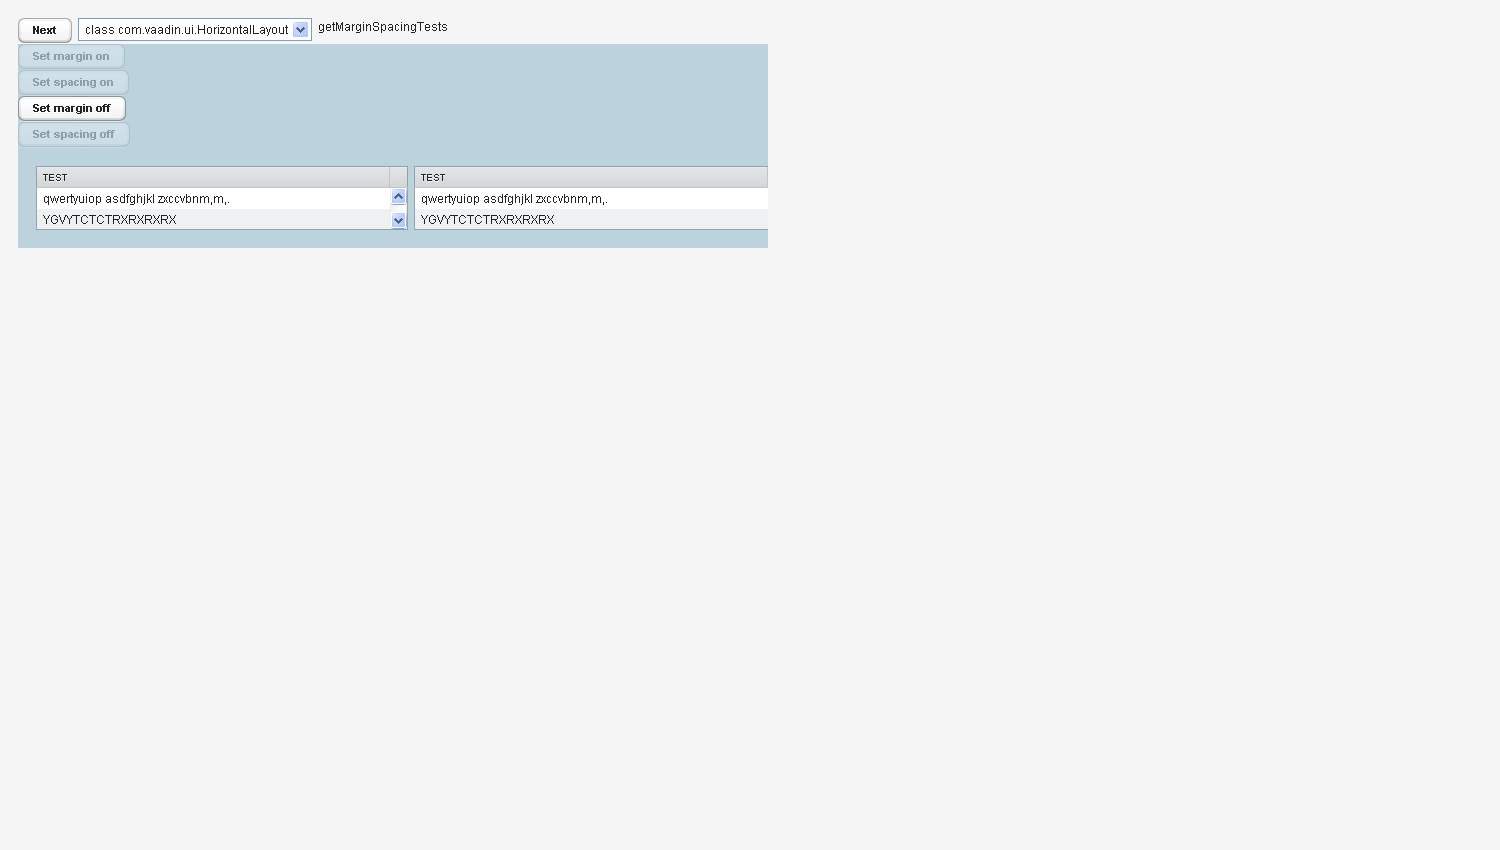 Next class com.vaadin.ui.HorizontalLayout getMarginSpacingTests
Set margin on
Set spacing on
Set margin off
Set spacing off
TEST TEST
qwertyuiop asdfghjkl zxccvbnm,m,. qwertyuiop asdfghjkl zxccvbnm,m,.
YGVYTCTCTRXRXRXRX YGVYTCTCTRXRXRXRX